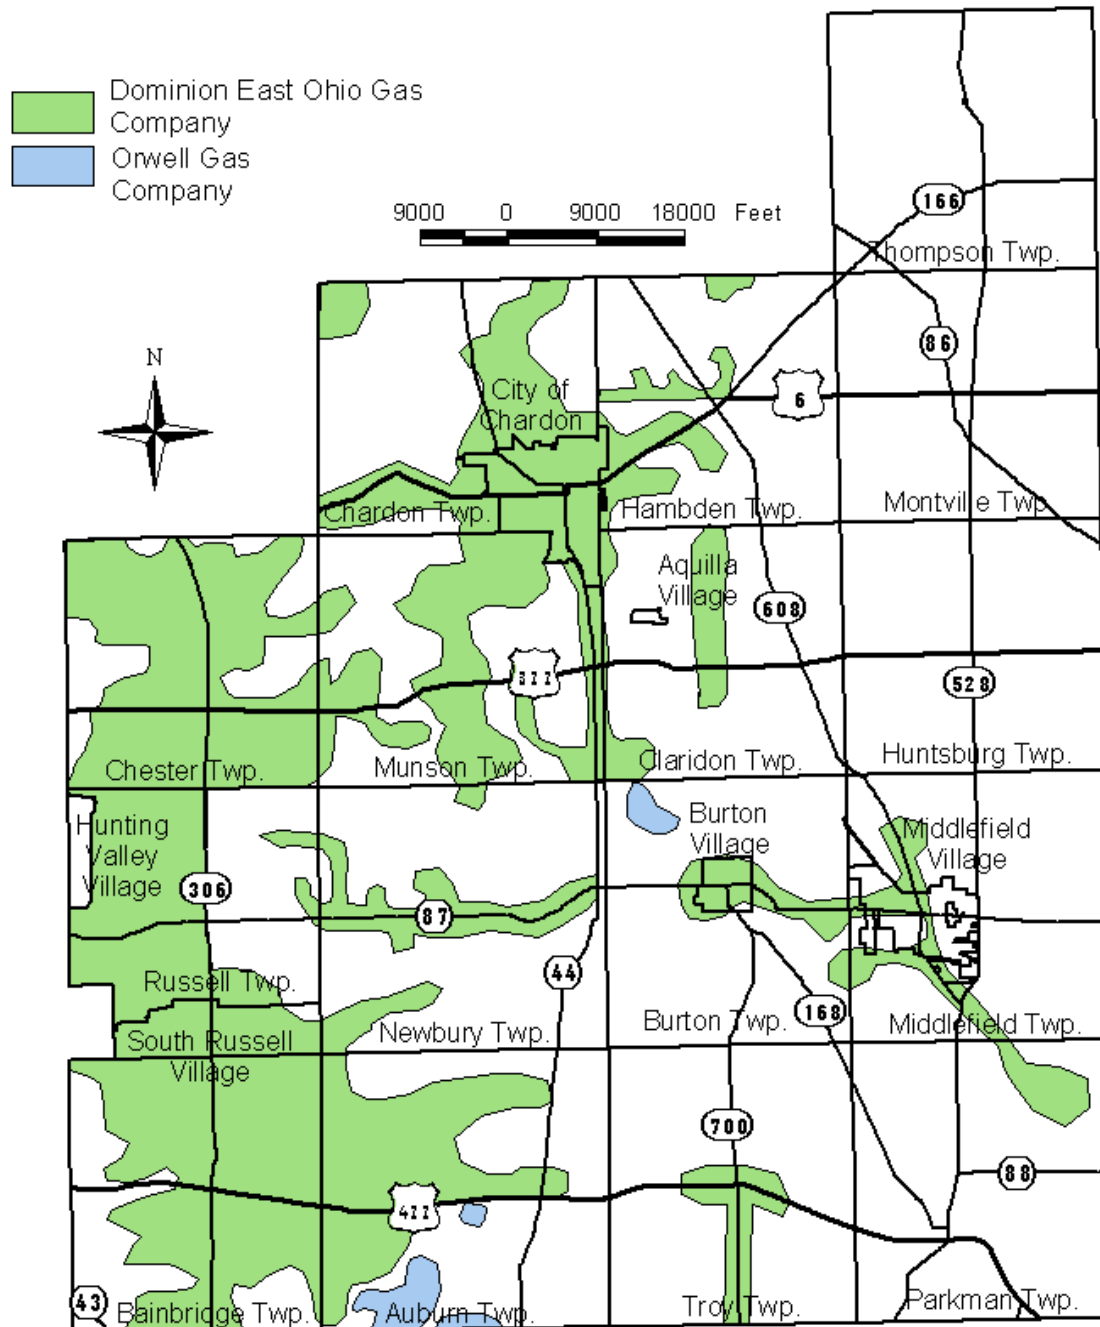 Dominion East Ohio Gas
Company
Orwell Gas
Company
9000 0 9000 18000 Feet
166
Thompson Twp.
86
N
City of
Chardon
6
Chardon Twp.
Hambden Twp.
Montville Twp.
Aquilla
Village
608
322
528
Chester Twp.
Munson Twp.
Claridon Twp.
Huntsburg Twp.
Hunting
Valley
Village
306
Burton
Village
Middlefield
Village
87
44
Russell Twp.
168
South Russell
Village
Newbury Twp.
Burton Twp.
Middlefield Twp.
700
88
422
43
Bainbridge Twp.
Auburn Twp.
Troy Twp.
Parkman Twp.